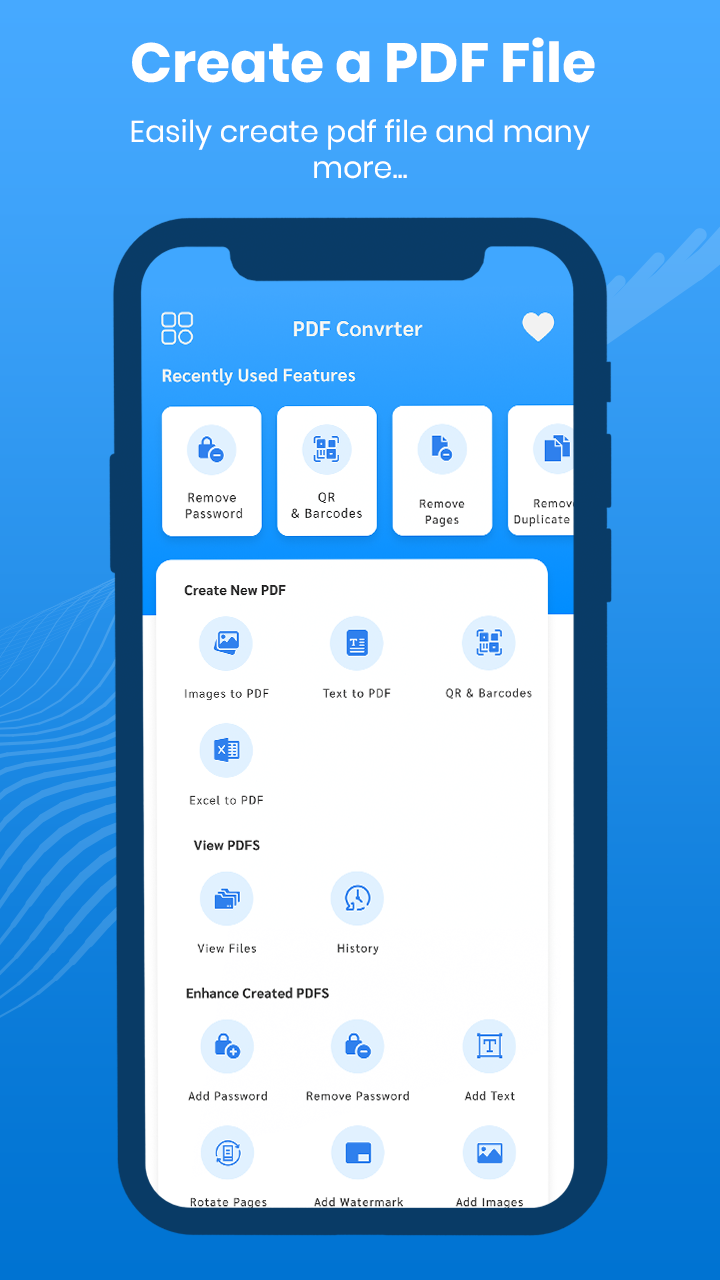 Create a PDF File
Easily create pdf file and many
more...
PDF Convrter
Recently Used Features
Remove
Password
QR
& Barcodes
Remove
Pages
Remov
Duplicate
Create New PDF
Images to PDF
Text to PDF
QR & Barcodes
Excel to PDF
View PDFS
View Files
History
Enhance Created PDFS
Add Password
Remove Password
Add Text
Rotate Pages
Add Watermark
Add Images